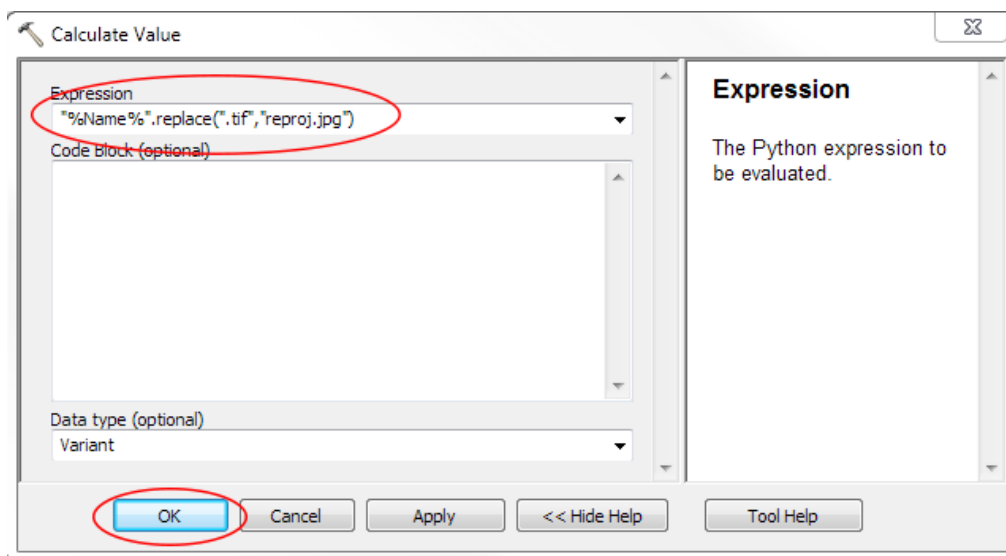 Calculate Value
Expression
"%Name%".replace(".tif","reproj.jpg")
Code Block (optional)
Data type (optional)
Variant
OK
Cancel
Apply
<< Hide Help
Tool Help
Expression
The Python expression to
be evaluated.